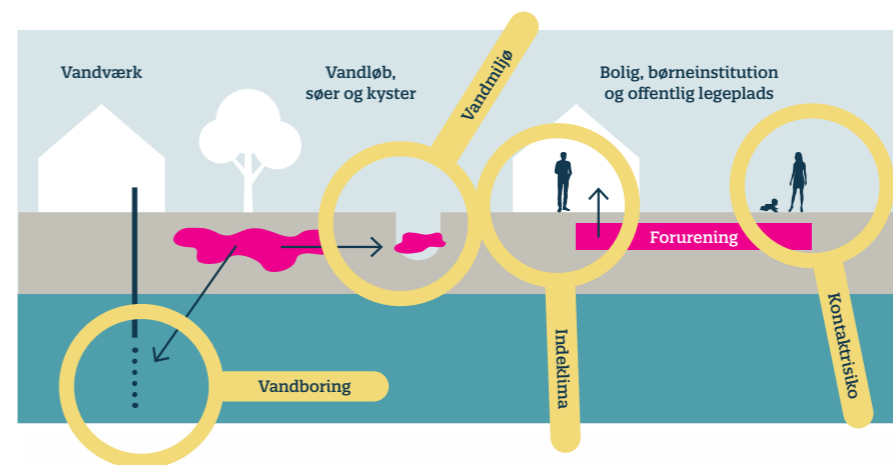 Vandværk
Vandløb,
søer og kyster
Vandmiljø
Bolig, børneinstitution
og offentlig legeplads
Forurening
Vandboring
Indeklima
Kontaktrisiko